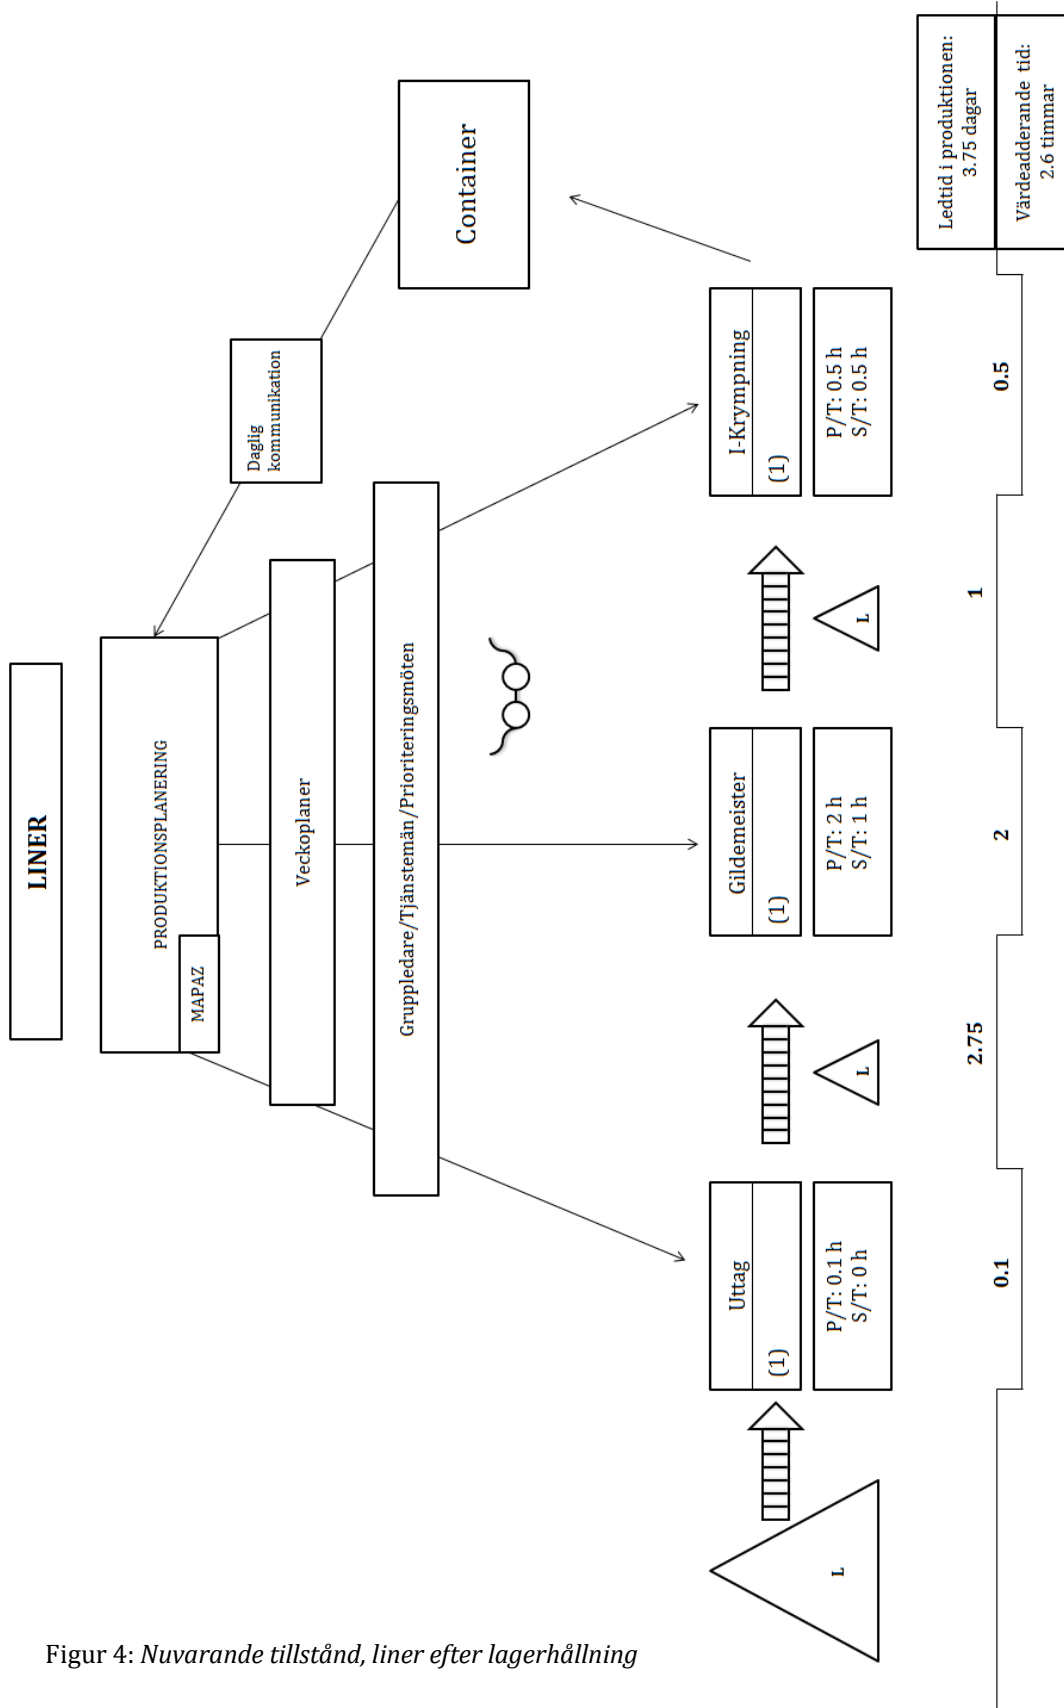 LINER
PRODUKTIONSPLANERING
MAPAZ
Daglig
kommunikation
Veckoplaner
Container
Gruppledare/Tjänstemän/Prioriteringsmöten
L
Uttag
(1)
P/T: 0.1 h
S/T: 0 h
L
Gildemeister
(1)
P/T: 2 h
S/T: 1 h
L
I-Krympning
(1)
P/T: 0.5 h
S/T: 0.5 h
0.1
2.75
2
1
0.5
Ledtid i produktionen:
3.75 dagar
Värdeadderande tid:
2.6 timmar
Figur 4: Nuvarande tillstånd, liner efter lagerhållning